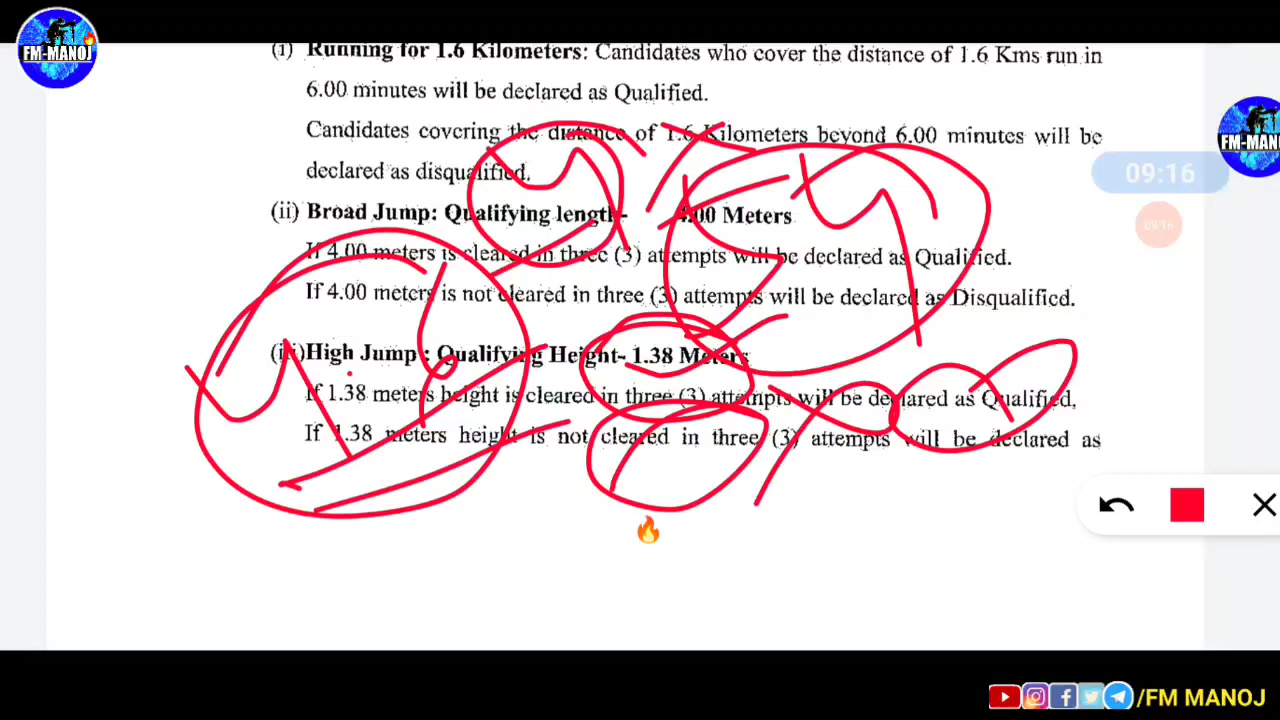 FM-MANOJ
(i) Running for 1.6 Kilometers: Candidates who cover the distance of 1.6 Kms run in
6.00 minutes will be declared as Qualified.
Candidates covering the distance of 1.6 Kilometers beyond 6.00 minutes will be
declared as disqualified.
FM-MANOJ
09:16
09:16
(ii) Broad Jump: Qualifying length- 4.00 Meters
If 4.00 meters is cleared in three (3) attempts will be declared as Qualified.
If 4.00 meters is not cleared in three (3) attempts will be declared as Disqualified.
(iii)High Jump : Qualifying Height- 1.38 Meters
If 1.38 meters height is cleared in three (3) attempts will be declared as Qualified.
If 1.38 meters height is not cleared in three (3) attempts will be declared as
/FM MANOJ